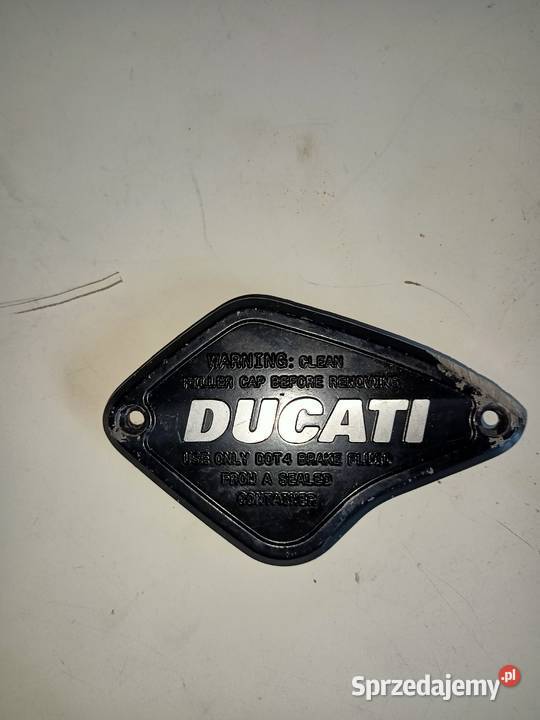 WARNING: CLEAN
FILLER CAP BEFORE REMOVING
DUCATI
USE ONLY DOT4 BRAKE FLUID
FROM A SEALED
CONTAINER
Sprzedajemy.pl